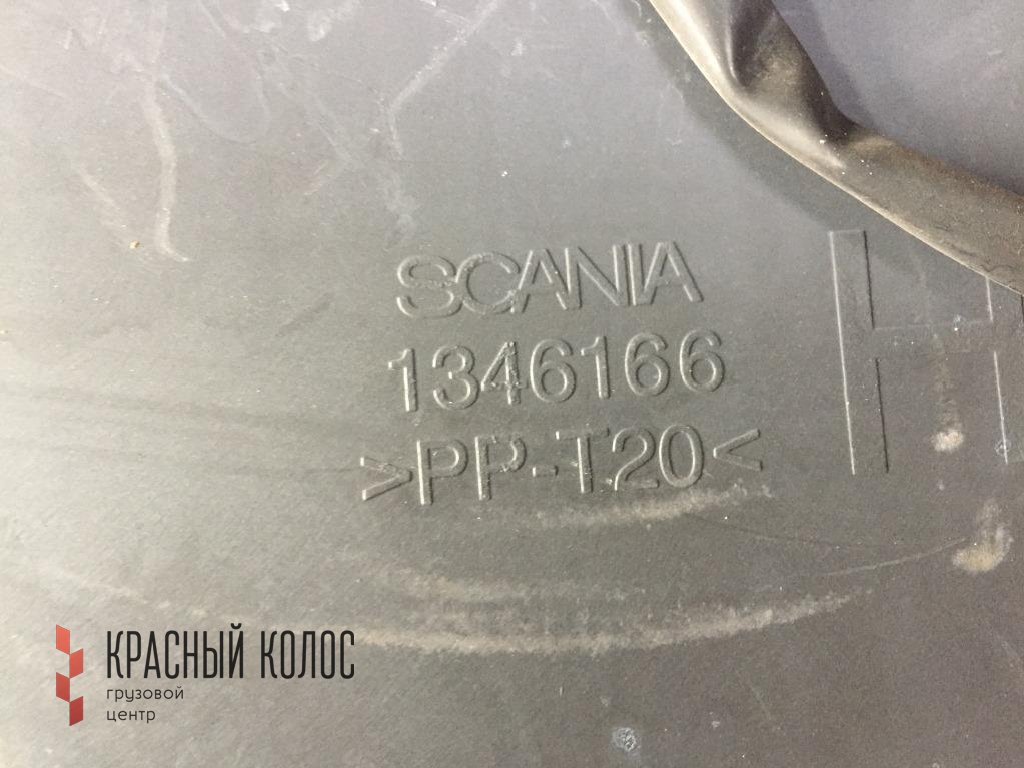 SCANIA
1346166
>PP-T20<
КРАСНЫЙ КОЛОС
грузовой
центр